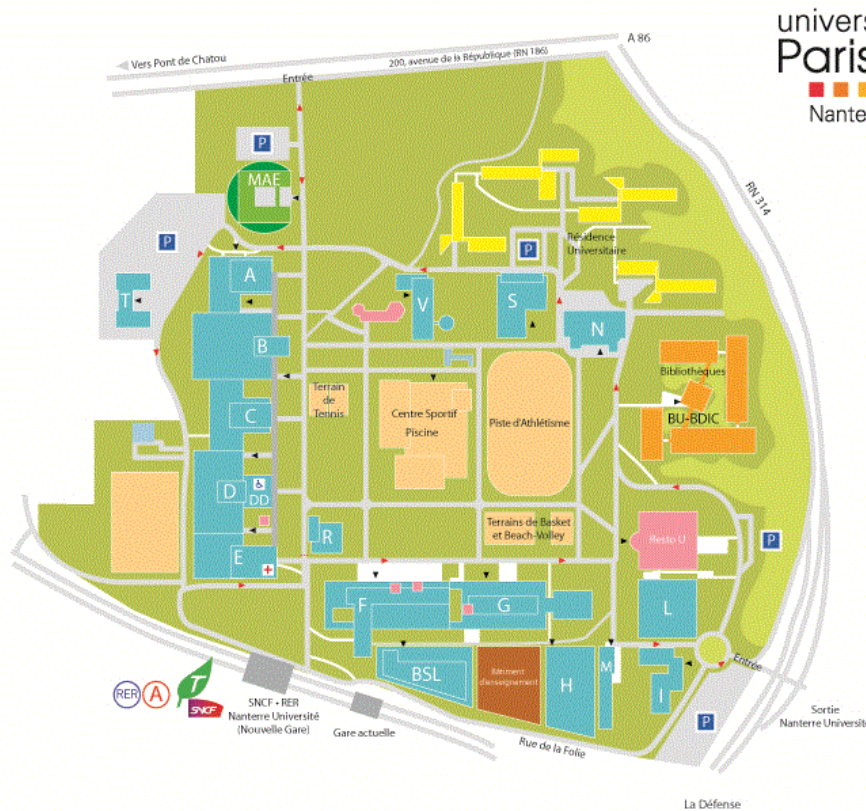 univers
Paris
Nanter
A 86
Vers Pont de Chatou
200, avenue de la République (RN 186)
Entrée
P
MAE
RN 314
P
Résidence
Universitaire
P
A
T
V
S
N
B
Bibliothèques
Terrain
de
Tennis
Centre Sportif
Piscine
Piste d'Athlétisme
BU-BDIC
C
D
DD
Terrains de Basket
et Beach-Volley
R
Resto U
P
E
F
G
L
BSL
Bâtiment
d'enseignement
H
M
I
Entrée
RER
A
T
SNCF
SNCF • RER
Nanterre Université
(Nouvelle Gare)
Gare actuelle
Rue de la Folie
P
Sortie
Nanterre Université
La Défense